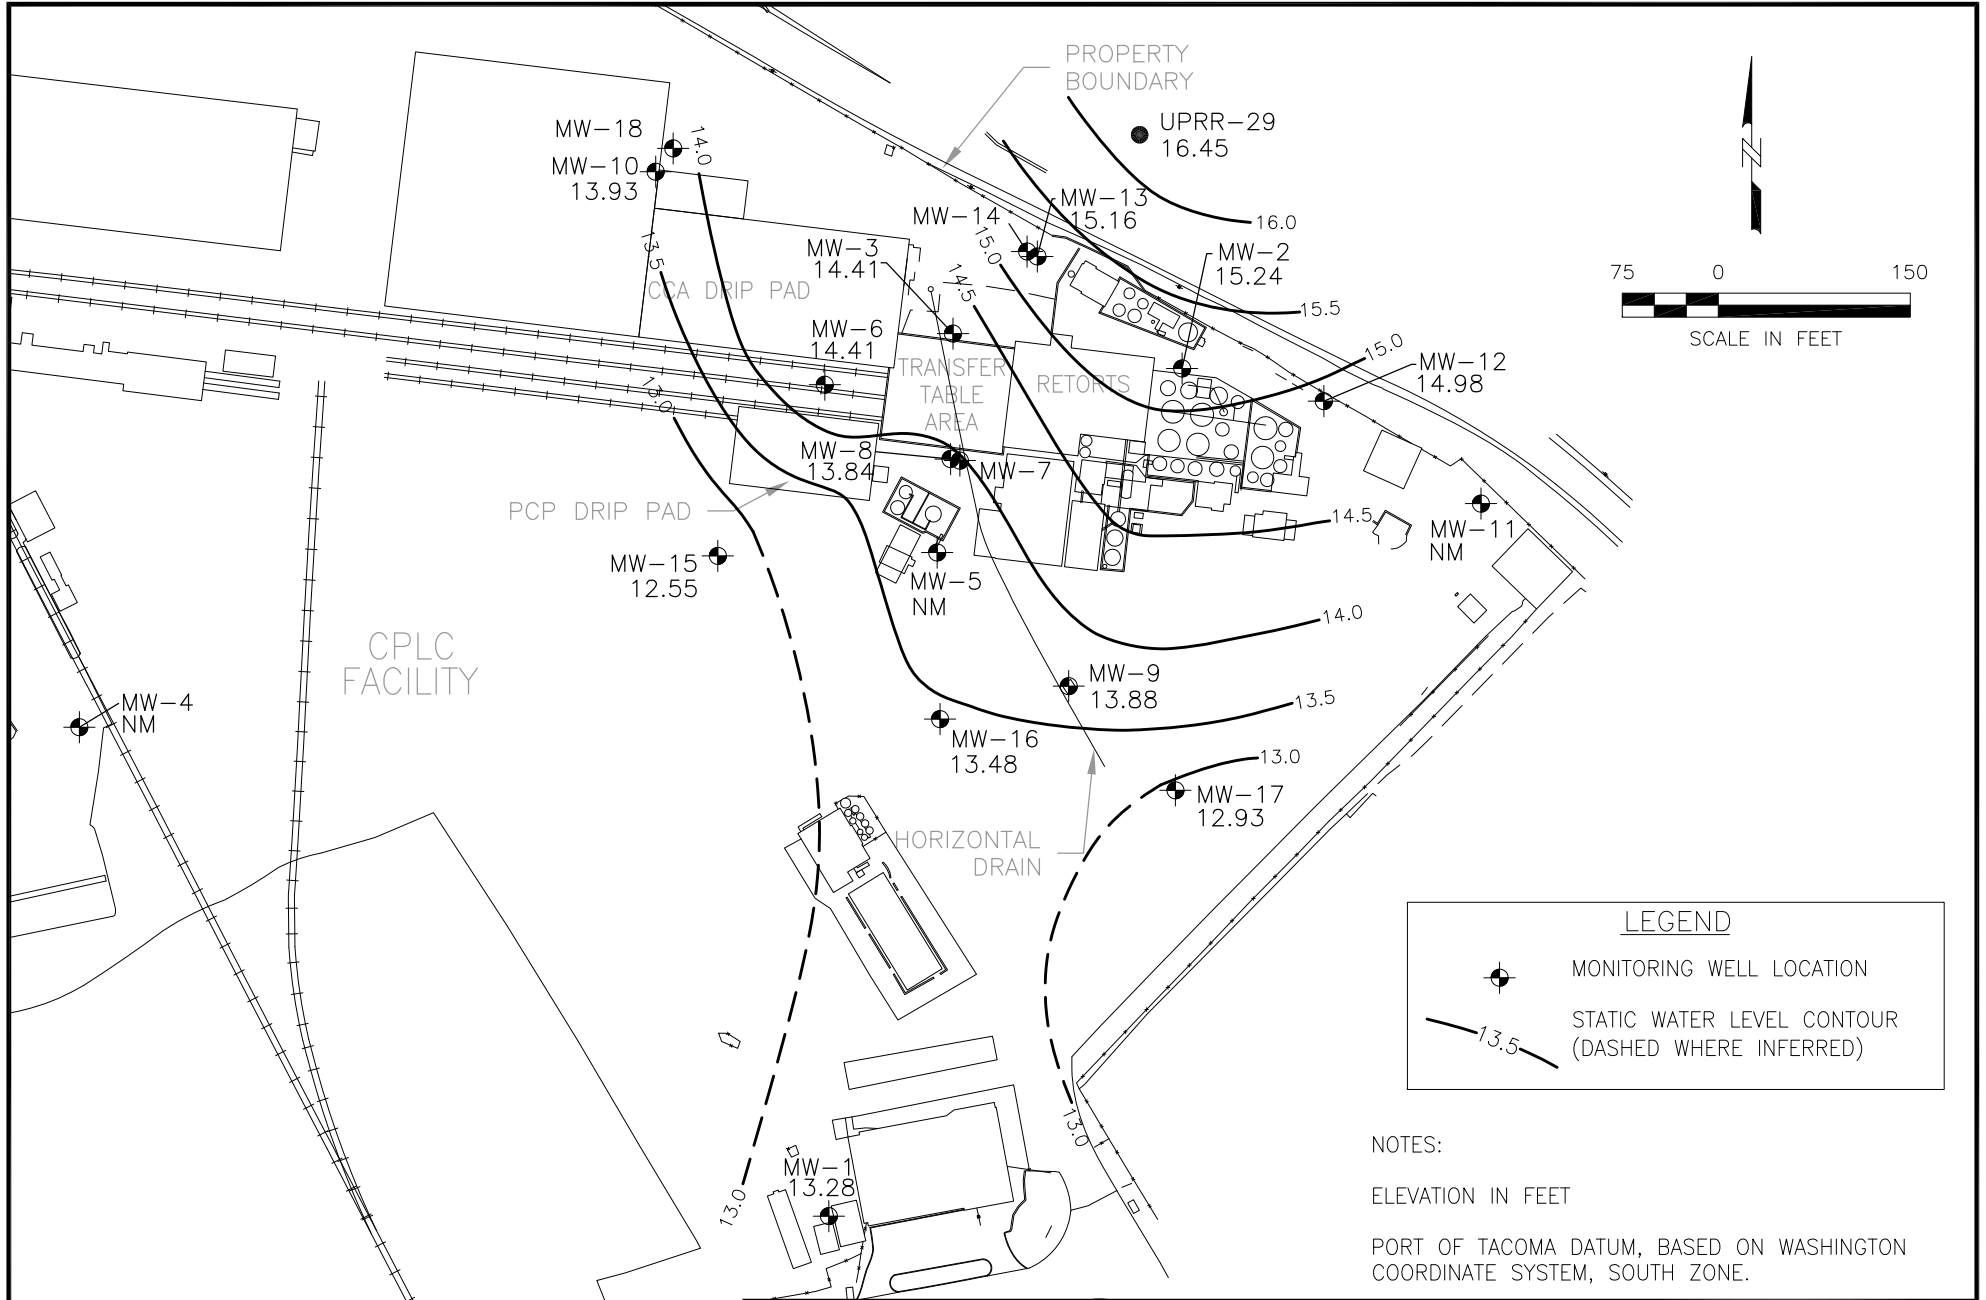 PROPERTY
BOUNDARY
UPRR-29
16.45
16.0
MW-18
MW-10
13.93
14.0
13.5
MW-14
MW-13
15.16
15.0
MW-3
14.41
14.5
MW-2
15.24
15.5
CCA DRIP PAD
MW-6
14.41
15.0
MW-12
14.98
TRANSFER
TABLE
AREA
RETORTS
13.0
MW-8
13.84
MW-7
PCP DRIP PAD
14.5
MW-11
NM
MW-15
12.55
MW-5
NM
14.0
CPLC
FACILITY
MW-4
NM
MW-9
13.88
13.5
MW-16
13.48
13.0
MW-17
12.93
HORIZONTAL
DRAIN
13.0
MW-1
13.28
13.0
N
75 0 150
SCALE IN FEET
LEGEND
MONITORING WELL LOCATION
13.5
STATIC WATER LEVEL CONTOUR
(DASHED WHERE INFERRED)
NOTES:
ELEVATION IN FEET
PORT OF TACOMA DATUM, BASED ON WASHINGTON
COORDINATE SYSTEM, SOUTH ZONE.